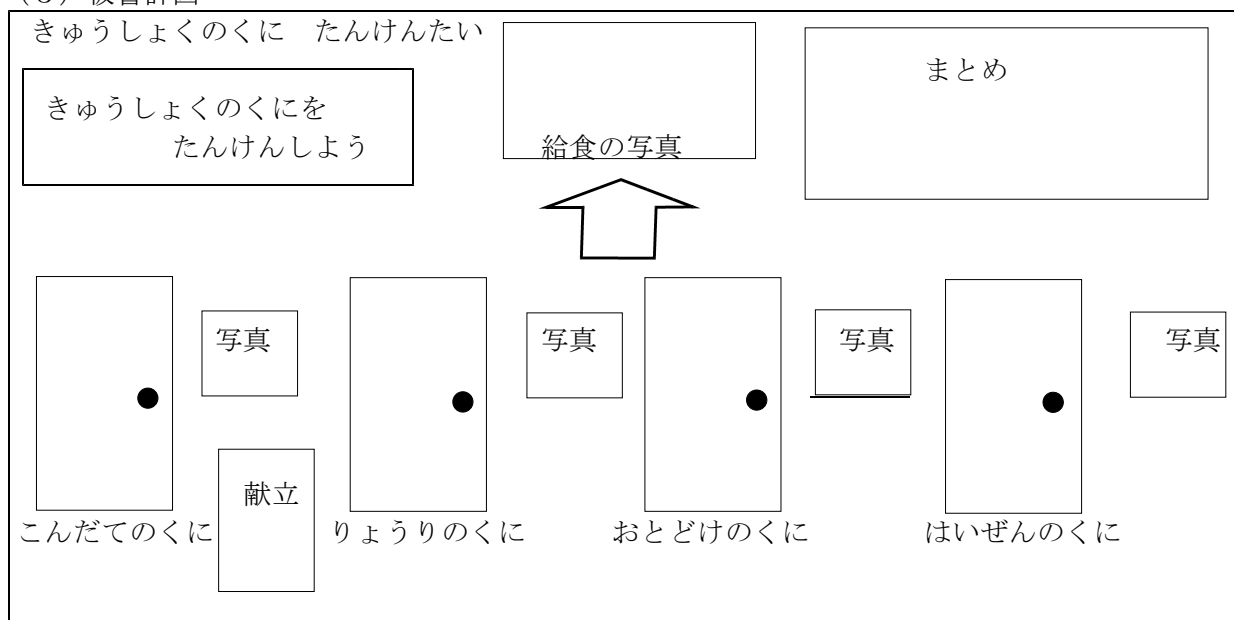 きゅうしょくのくに　たんけんたい
きゅうしょくのくにを
たんけんしよう
給食の写真
まとめ
写真
写真
写真
写真
献立
こんだてのくに
りょうりのくに
おとどけのくに
はいぜんのくに